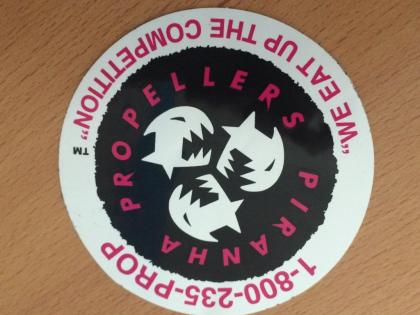 "WE EAT UP THE COMPETITION"™
PIRANHA PROPELLERS
1-800-235-PROP